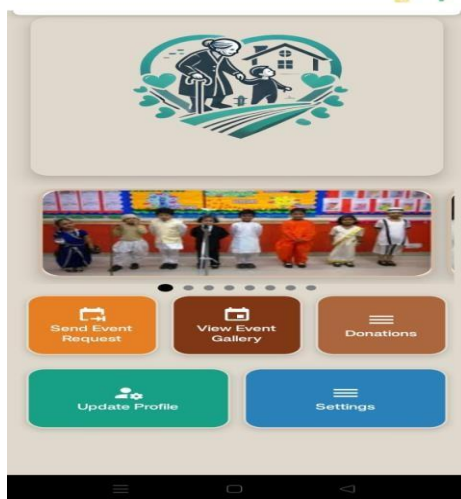 Send Event
Request
View Event
Gallery
Donations
Update Profile
Settings